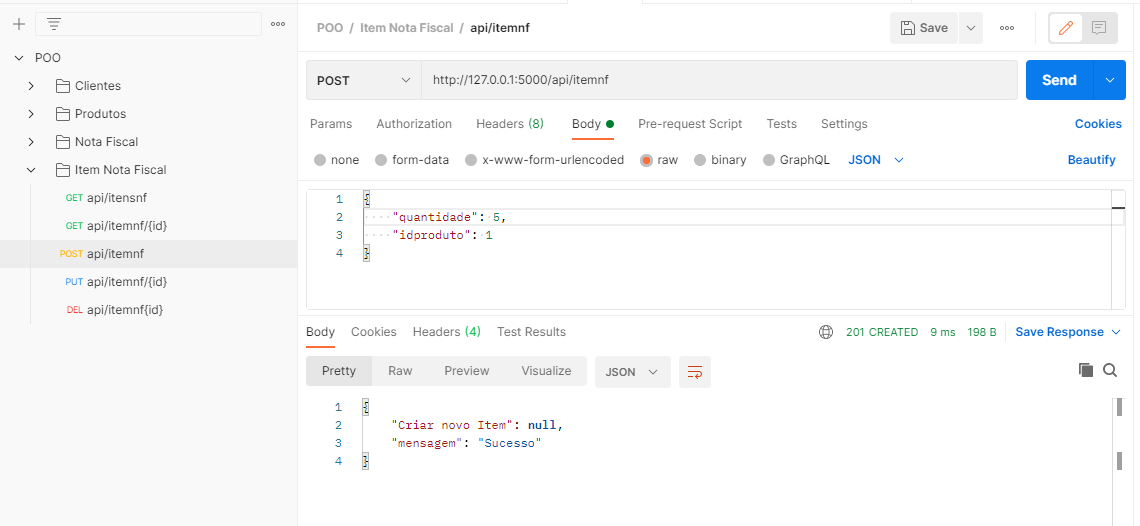 POO
Clientes
Produtos
Nota Fiscal
Item Nota Fiscal
GET api/itensnf
GET api/itemnf/{id}
POST api/itemnf
PUT api/itemnf/{id}
DEL api/itemnf{id}
POO / Item Nota Fiscal / api/itemnf
Save
POST http://127.0.0.1:5000/api/itemnf Send
Params Authorization Headers (8) Body Pre-request Script Tests Settings Cookies
none form-data x-www-form-urlencoded raw binary GraphQL JSON Beautify
1 {
2 "quantidade": 5,
3 "idproduto": 1
4 }
Body Cookies Headers (4) Test Results 201 CREATED 9 ms 198 B Save Response
Pretty Raw Preview Visualize JSON
1 {
2 "Criar novo Item": null,
3 "mensagem": "Sucesso"
4 }